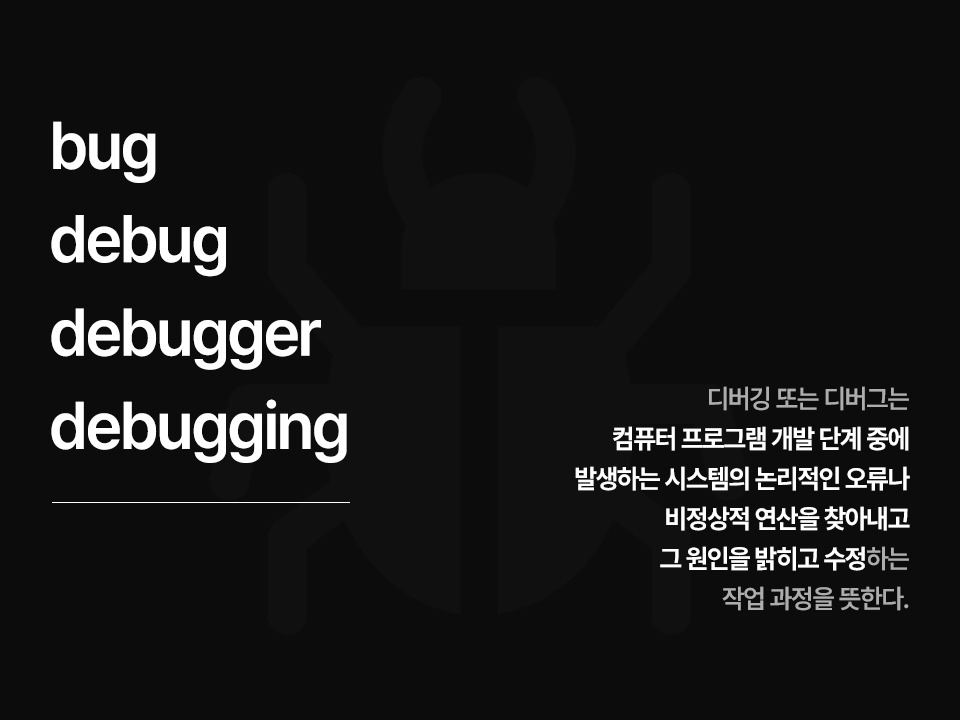 bug
debug
debugger
debugging
디버깅 또는 디버그는
컴퓨터 프로그램 개발 단계 중에
발생하는 시스템의 논리적인 오류나
비정상적 연산을 찾아내고
그 원인을 밝히고 수정하는
작업 과정을 뜻한다.